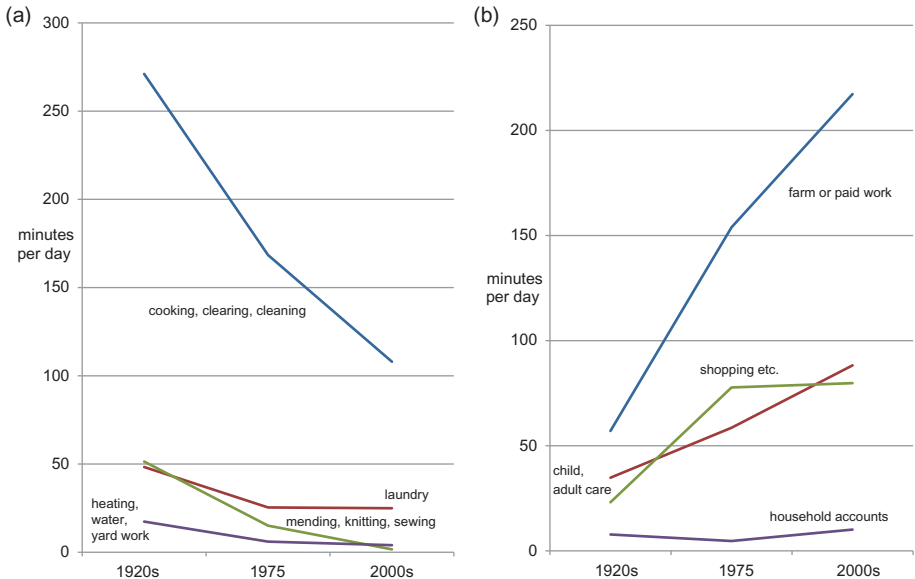 (a)
300
250
200
minutes
per day
150
cooking, clearing, cleaning
100
50
laundry
heating,
water,
yard work
mending, knitting, sewing
0
1920s
1975
2000s
(b)
250
200
farm or paid work
150
minutes
per day
100
shopping etc.
50
child,
adult care
household accounts
0
1920s
1975
2000s